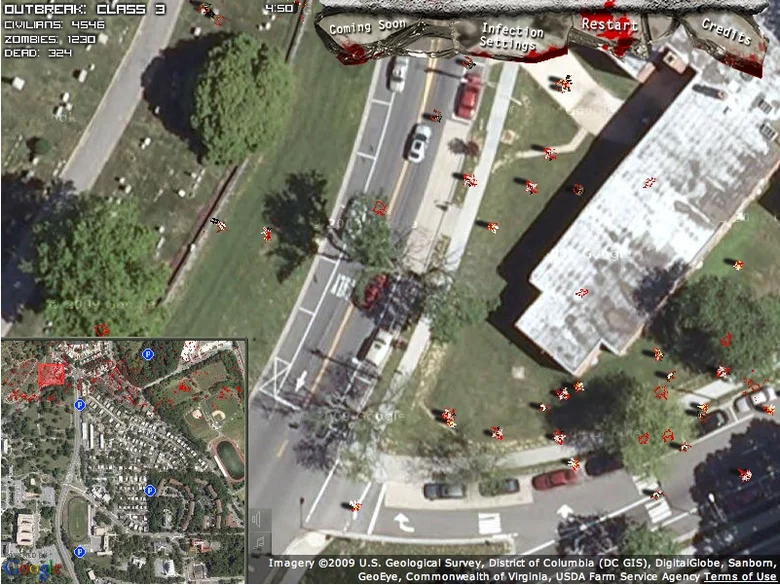 OUTBREAK: CLASS 3
CIVILIANS: 4546
ZOMBIES, 1230
DEAD: 324
4:50
Coming Soon
Infection
Settings
Restart
Credits
P
P
P
P
POWERED BY
Google
Imagery ©2009 U.S. Geological Survey, District of Columbia (DC GIS), DigitalGlobe, Sanborn,
GeoEye, Commonwealth of Virginia, USDA Farm Service Agency Terms of Use